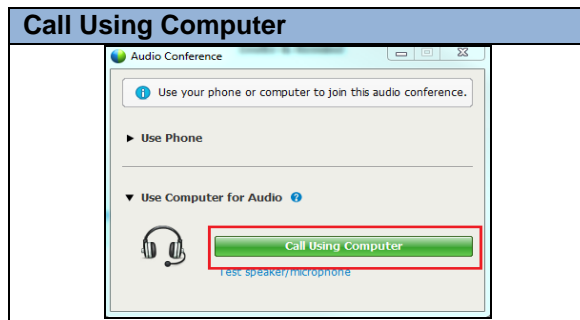 Call Using Computer
Audio Conference
Use your phone or computer to join this audio conference.
Use Phone
Use Computer for Audio
Call Using Computer
Test speaker/microphone